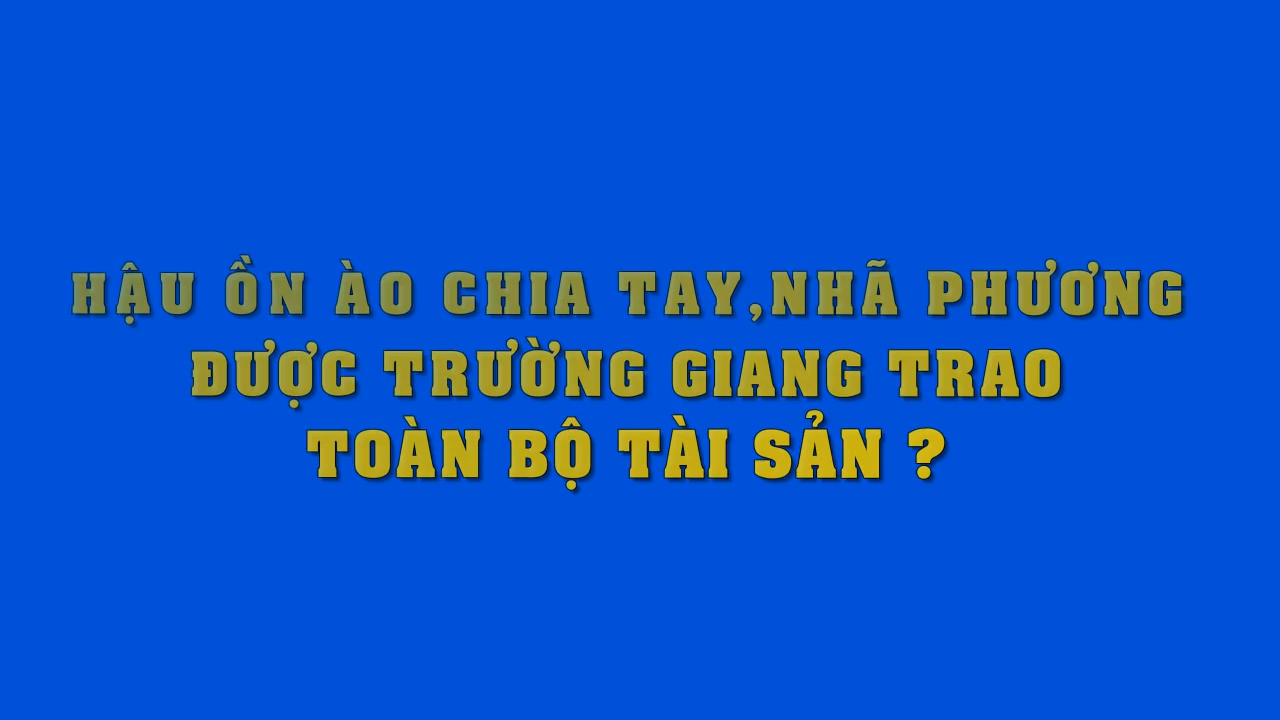 HẬU ỒN ÀO CHIA TAY,NHÃ PHƯƠNG
ĐƯỢC TRƯỜNG GIANG TRAO
TOÀN BỘ TÀI SẢN ?